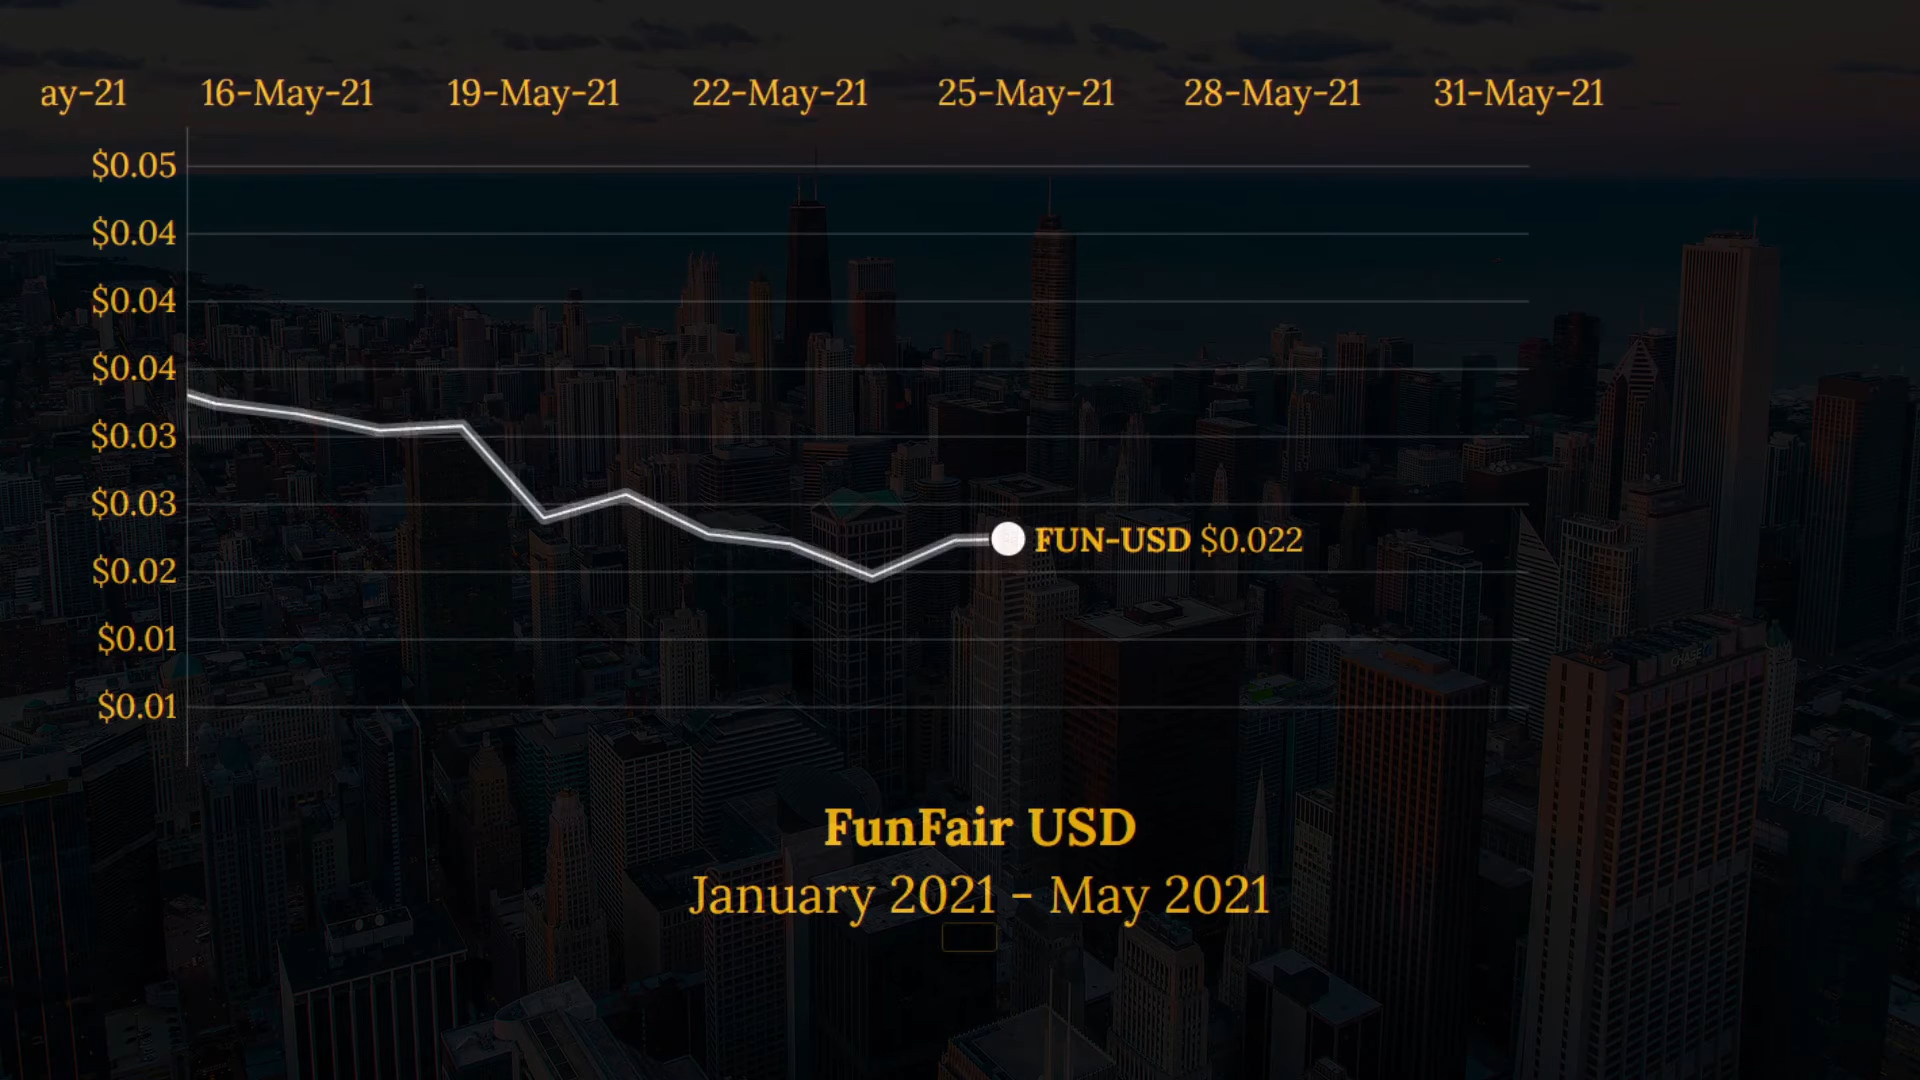 ay-21 16-May-21 19-May-21 22-May-21 25-May-21 28-May-21 31-May-21
$0.05
$0.04
$0.04
$0.04
$0.03
$0.03
FUN-USD $0.022
$0.02
$0.01
$0.01
CHASE
FunFair USD
January 2021 - May 2021